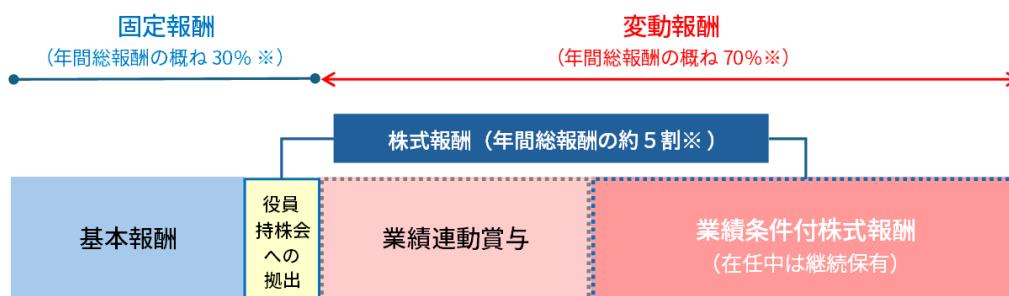 固定報酬
（年間総報酬の概ね 30％ ※）
変動報酬
（年間総報酬の概ね 70％※）
株式報酬（年間総報酬の約５割※ ）
基本報酬
役員
持株会
への
拠出
業績連動賞与
業績条件付株式報酬
（在任中は継続保有）